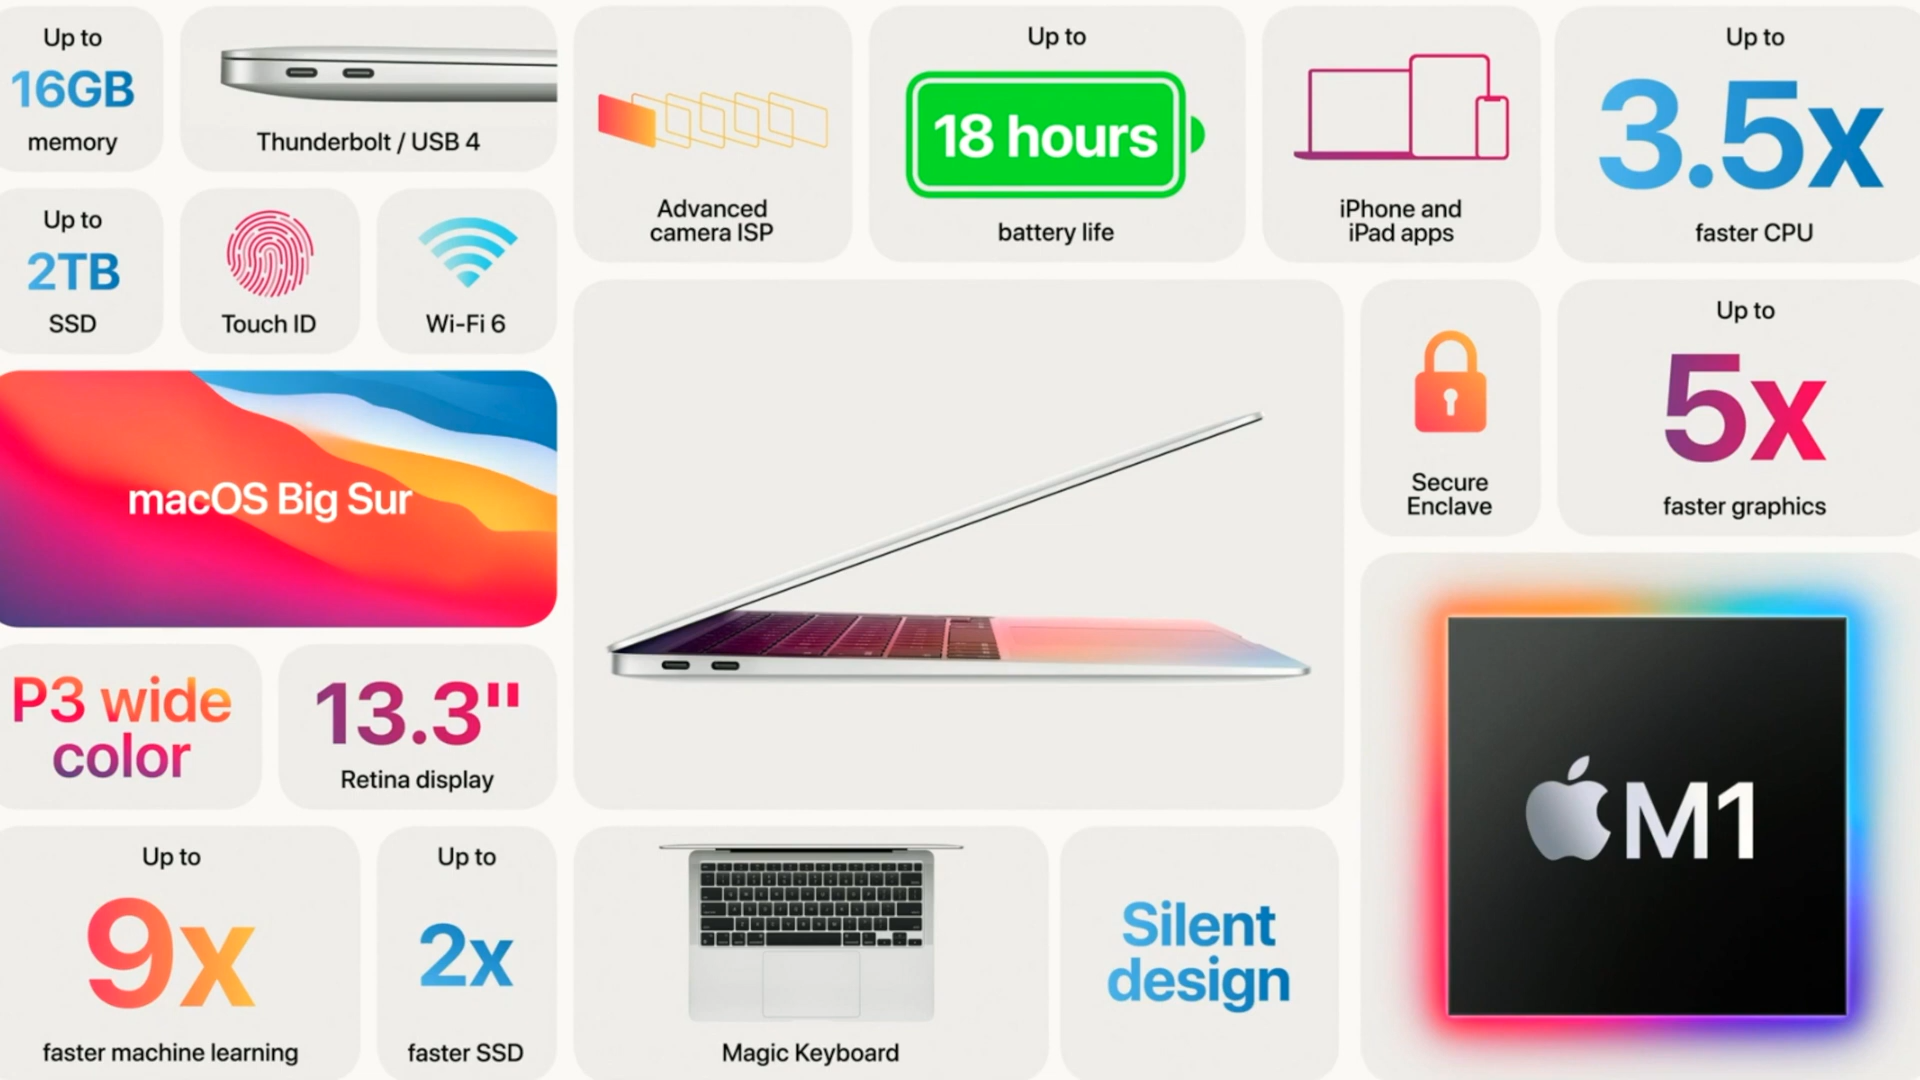 Up to
16GB
memory
Thunderbolt / USB 4
Advanced
camera ISP
Up to
18 hours
battery life
iPhone and
iPad apps
Up to
3.5x
faster CPU
Up to
2TB
SSD
Touch ID
Wi-Fi 6
Secure
Enclave
Up to
5x
faster graphics
macOS Big Sur
P3 wide
color
13.3"
Retina display
M1
Up to
9x
faster machine learning
Up to
2x
faster SSD
Magic Keyboard
Silent
design